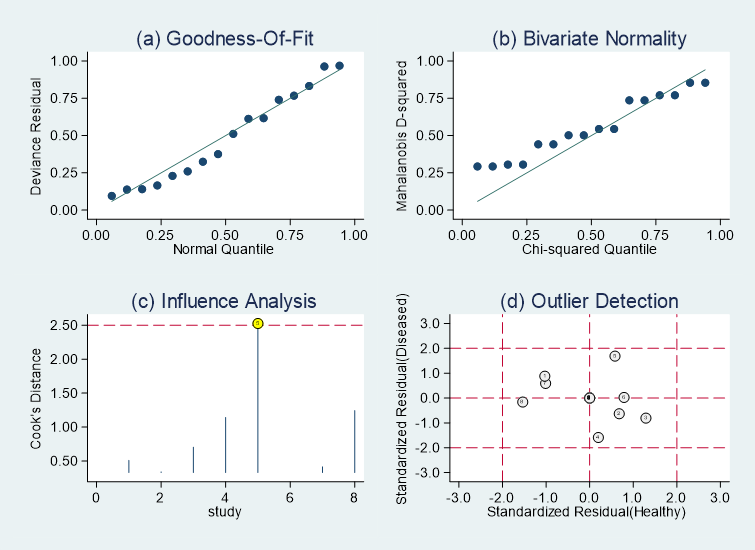 (a) Goodness-Of-Fit
Deviance Residual
1.00
0.75
0.50
0.25
0.00
0.00 0.25 0.50 0.75 1.00
Normal Quantile
(b) Bivariate Normality
Mahalanobis D-squared
1.00
0.75
0.50
0.25
0.00
0.00 0.25 0.50 0.75 1.00
Chi-squared Quantile
(c) Influence Analysis
Cook's Distance
2.50
2.00
1.50
1.00
0.50
0 2 4 6 8
study
(d) Outlier Detection
Standardized Residual(Diseased)
3.0
2.0
1.0
0.0
-1.0
-2.0
-3.0
-3.0 -2.0 -1.0 0.0 1.0 2.0 3.0
Standardized Residual(Healthy)